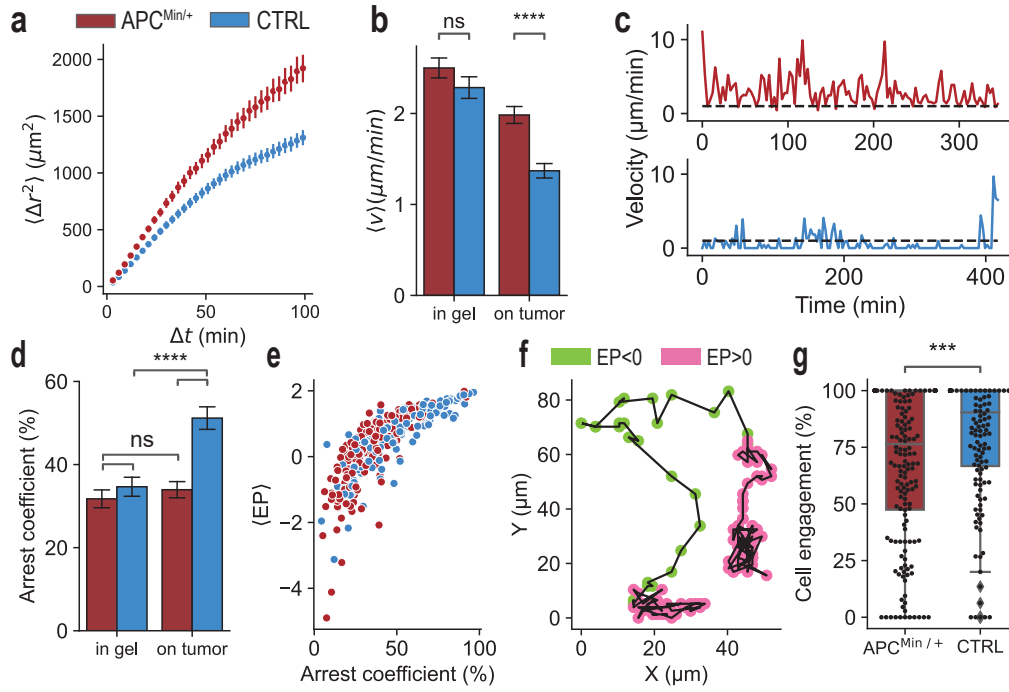 APC^Min/+ CTRL
a
⟨Δr²⟩ (μm²)
2000
1500
1000
500
0
0 50 100
Δt (min)
b
ns ****
⟨v⟩(μm/min)
2
1
0
in gel on tumor
c
Velocity (μm/min)
10
0
0 100 200 300
10
0
0 200 400
Time (min)
d
****
ns
Arrest coefficient (%)
60
40
20
0
in gel on tumor
e
⟨EP⟩
2
0
−2
−4
0 25 50 75 100
Arrest coefficient (%)
f
EP<0 EP>0
Y (μm)
80
60
40
20
0
0 20 40 60
X (μm)
g
***
Cell engagement (%)
100
75
50
25
0
APC^Min/+ CTRL